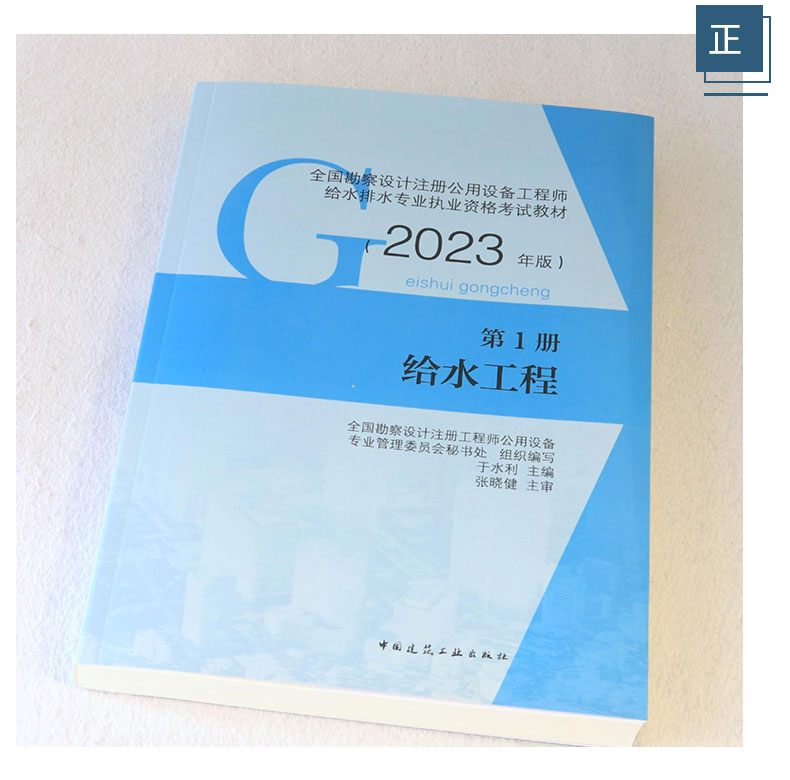 正
全国勘察设计注册公用设备工程师
给水排水专业执业资格考试教材
（2023 年版）
G
eishui gongcheng
第 1 册
给水工程
全国勘察设计注册工程师公用设备
专业管理委员会秘书处 组织编写
于水利 主编
张晓健 主审
中国建筑工业出版社